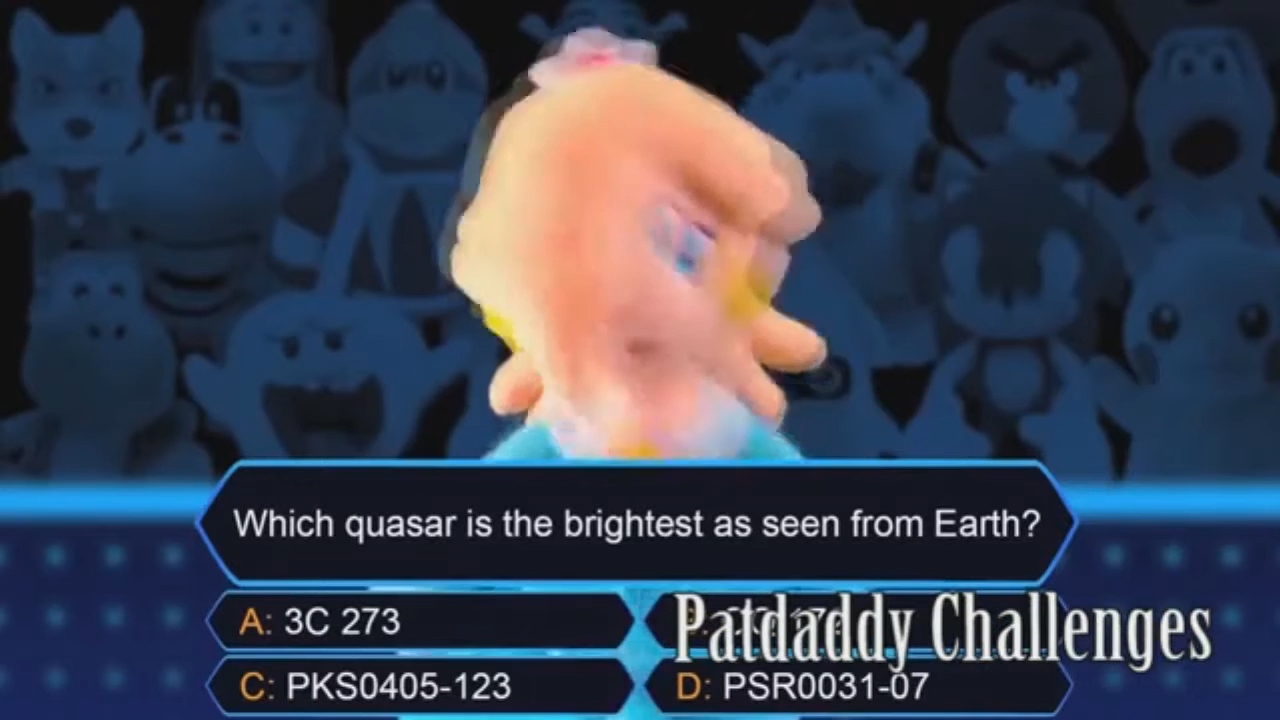 Which quasar is the brightest as seen from Earth?
A: 3C 273
Patdaddy Challenges
C: PKS0405-123
D: PSR0031-07